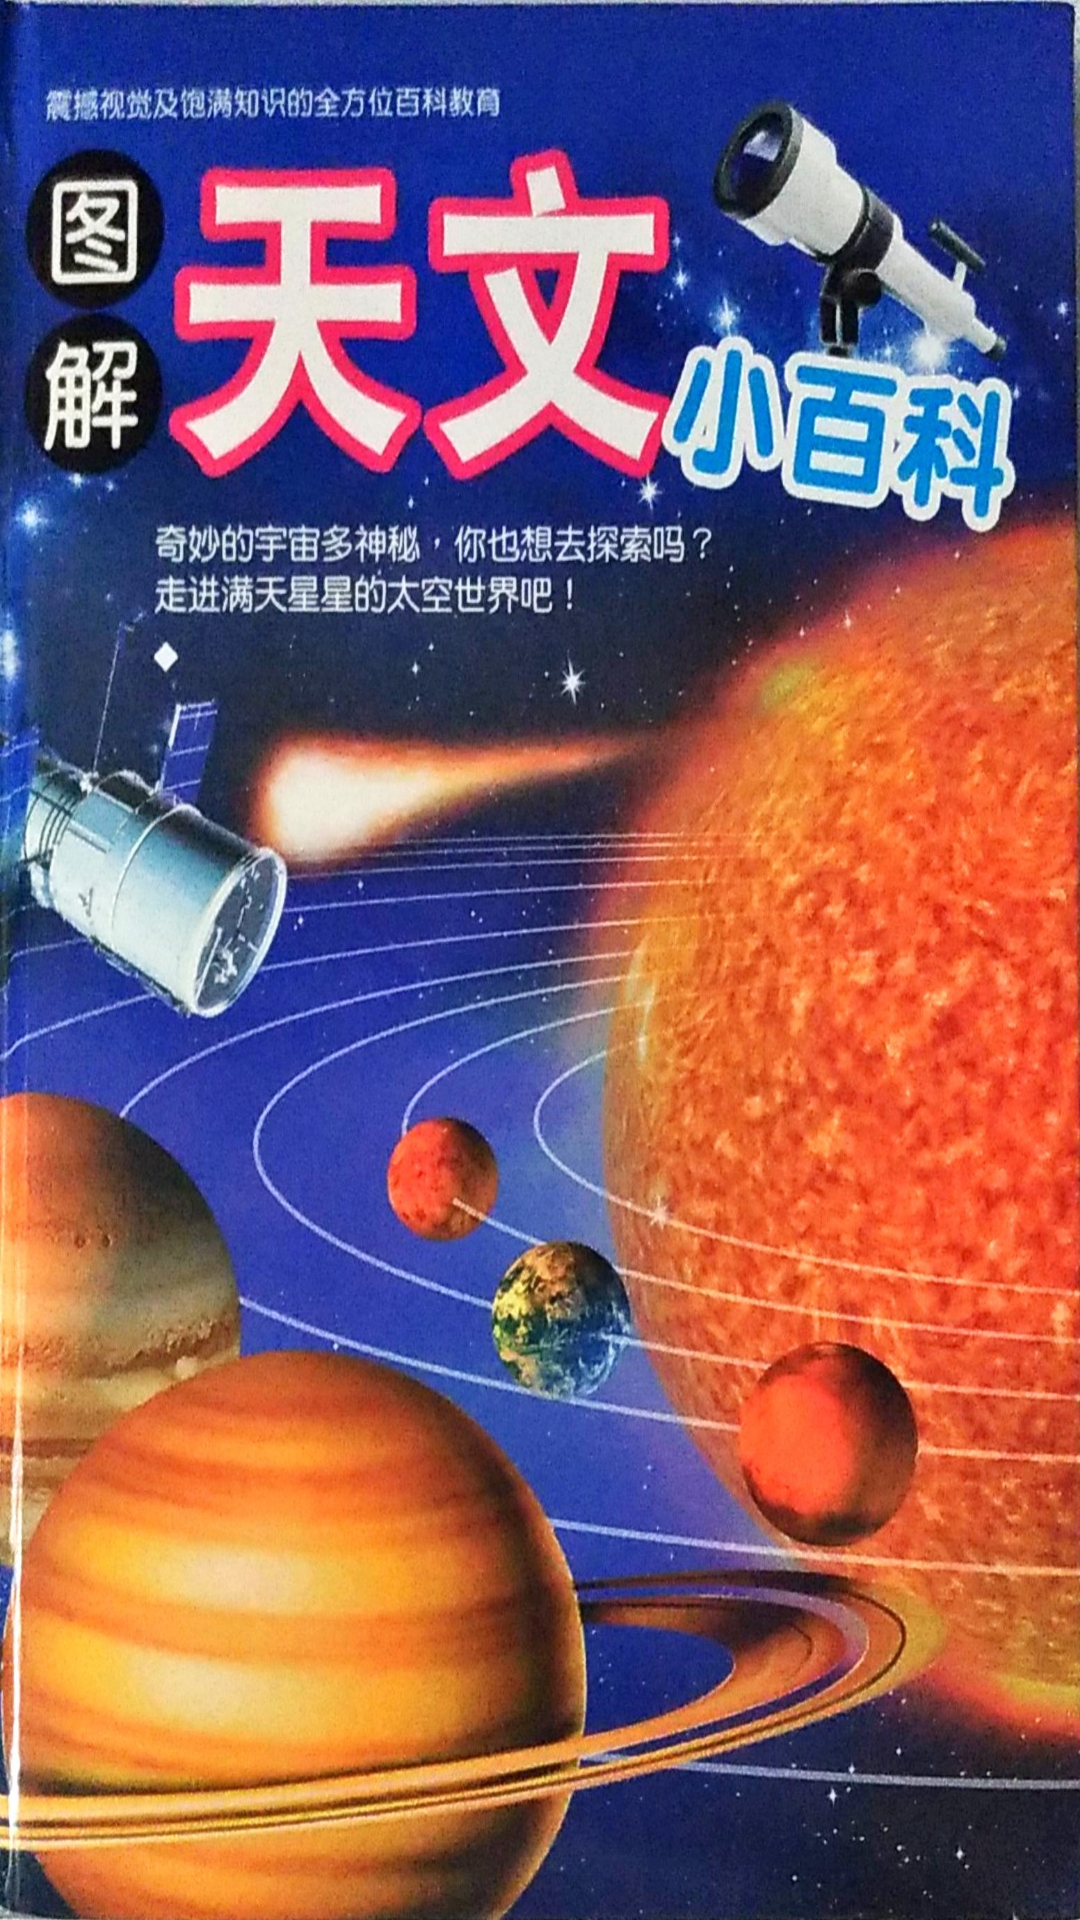 震撼视觉及饱满知识的全方位百科教育
图解
天文
小百科
奇妙的宇宙多神秘，你也想去探索吗？
走进满天星星的太空世界吧！